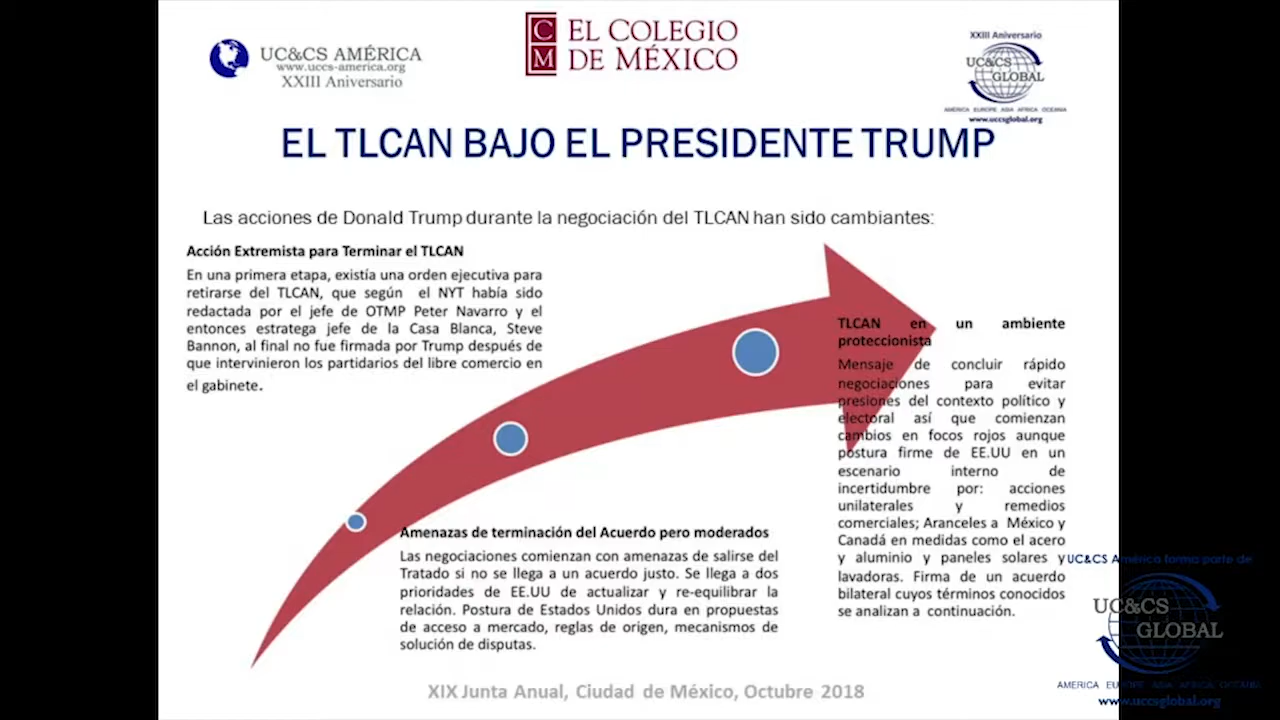 UC&CS AMÉRICA
www.uccs-america.org
XXIII Aniversario
C
M
EL COLEGIO
DE MÉXICO
XXIII Aniversario
UC&CS
GLOBAL
AMÉRICA EUROPE ASIA AFRICA OCEANIA
www.uccsglobal.org
EL TLCAN BAJO EL PRESIDENTE TRUMP
Las acciones de Donald Trump durante la negociación del TLCAN han sido cambiantes:
Acción Extremista para Terminar el TLCAN
En una primera etapa, existía una orden ejecutiva para
retirarse del TLCAN, que según el NYT había sido
redactada por el jefe de OTMP Peter Navarro y el
entonces estratega jefe de la Casa Blanca, Steve
Bannon, al final no fue firmada por Trump después de
que intervinieron los partidarios del libre comercio en
el gabinete.
Amenazas de terminación del Acuerdo pero moderados
Las negociaciones comienzan con amenazas de salirse del
Tratado si no se llega a un acuerdo justo. Se llega a dos
prioridades de EE.UU de actualizar y re-equilibrar la
relación. Postura de Estados Unidos dura en propuestas
de acceso a mercado, reglas de origen, mecanismos de
solución de disputas.
TLCAN en un ambiente
proteccionista
Mensaje de concluir rápido
negociaciones para evitar
presiones del contexto político y
electoral así que comienzan
cambios en focos rojos aunque
postura firme de EE.UU en un
escenario interno de
incertidumbre por: acciones
unilaterales y remedios
comerciales; Aranceles a México y
Canadá en medidas como el acero
y aluminio y paneles solares y
lavadoras. Firma de un acuerdo
bilateral cuyos términos conocidos
se analizan a continuación.
XIX Junta Anual, Ciudad de México, Octubre 2018
UC&CS América forma parte de
UC&CS
GLOBAL
AMERICA EUROPE ASIA AFRICA OCEANIA
www.uccsglobal.org